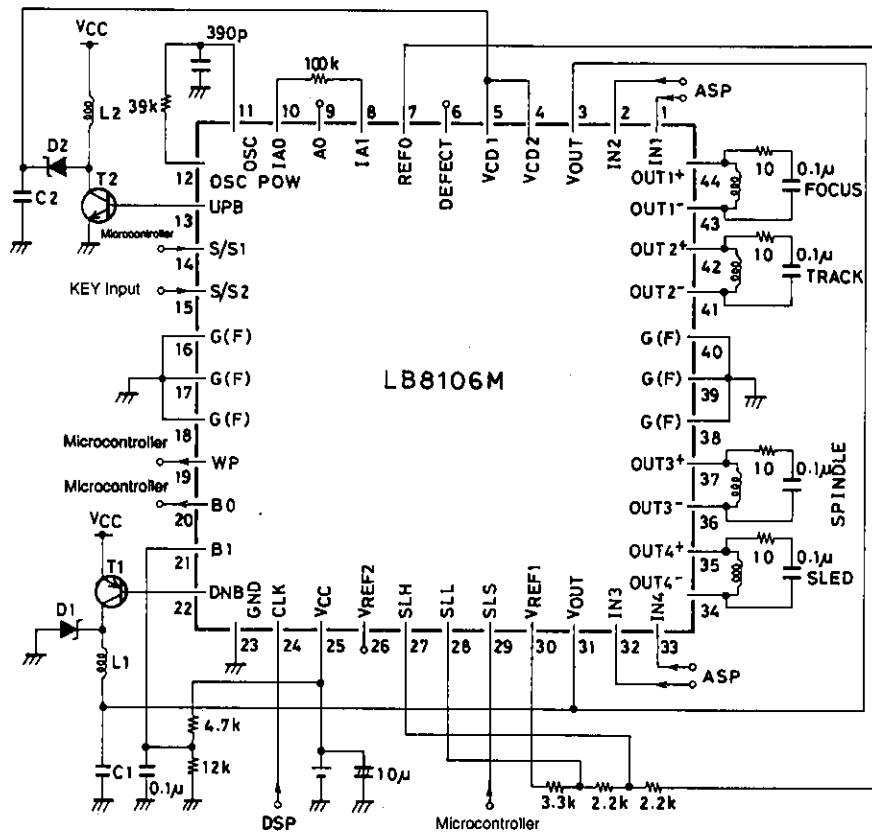 VCC
390p
100k
ASP
L2
39k
11
10
9
8
7
6
5
4
3
2
1
D2
OSC
IA0
A0
IA1
REF0
DEFECT
VCD1
VCD2
VOUT
IN2
IN1
T2
C2
12
OSC POW
OUT1+
44
10
0.1μ
FOCUS
UPB
13
OUT1-
43
Microcontroller
S/S1
14
OUT2+
42
10
0.1μ
TRACK
KEY Input
S/S2
15
OUT2-
41
G(F)
16
G(F)
40
G(F)
17
LB8106M
G(F)
39
G(F)
18
G(F)
38
Microcontroller
WP
19
OUT3+
37
10
0.1μ
SPINDLE
Microcontroller
B0
20
OUT3-
36
VCC
B1
21
OUT4+
35
10
0.1μ
SLED
T1
DNB
22
OUT4-
34
D1
GND
CLK
VCC
VREF2
SLH
SLL
SLS
VREF1
VOUT
IN3
IN4
23
24
25
26
27
28
29
30
31
32
33
L1
ASP
4.7k
C1
0.1μ
12k
10μ
3.3k
2.2k
2.2k
DSP
Microcontroller